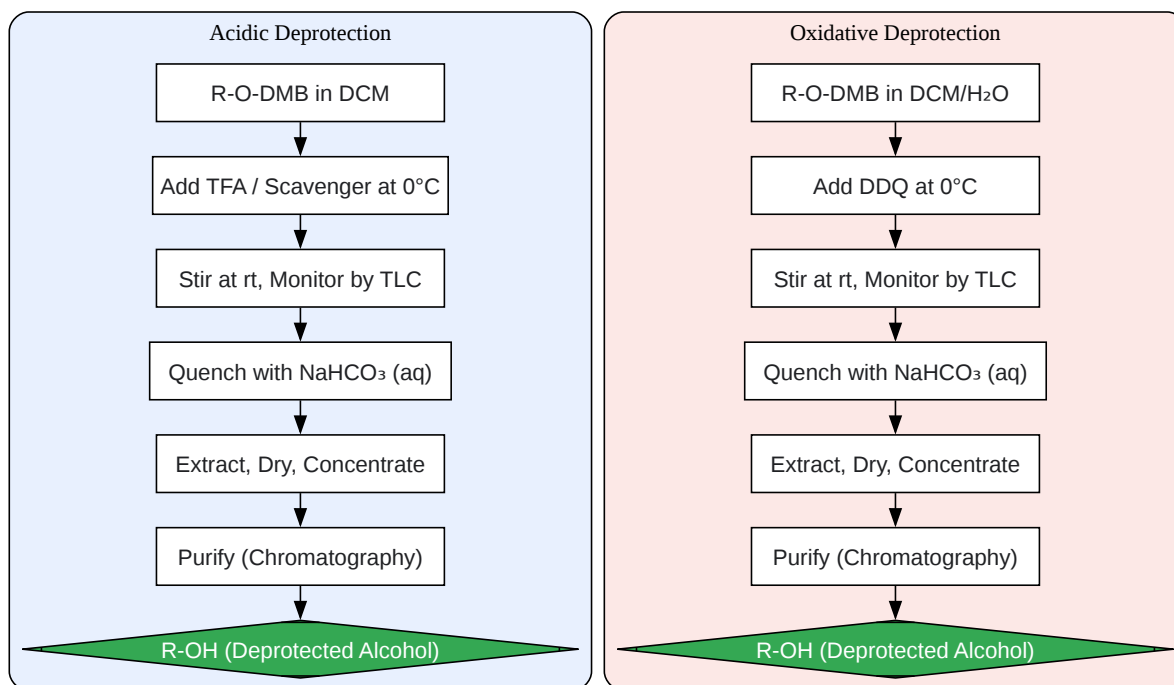 Acidic Deprotection
R-O-DMB in DCM
Add TFA / Scavenger at 0°C
Stir at rt, Monitor by TLC
Quench with NaHCO₃ (aq)
Extract, Dry, Concentrate
Purify (Chromatography)
R-OH (Deprotected Alcohol)
Oxidative Deprotection
R-O-DMB in DCM/H₂O
Add DDQ at 0°C
Stir at rt, Monitor by TLC
Quench with NaHCO₃ (aq)
Extract, Dry, Concentrate
Purify (Chromatography)
R-OH (Deprotected Alcohol)